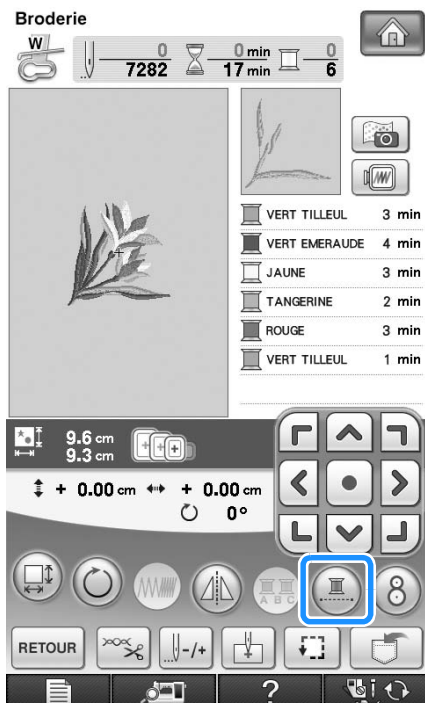 Broderie
W
0
7282
0 min
17 min
0
6
VERT TILLEUL 3 min
VERT EMERAUDE 4 min
JAUNE 3 min
TANGERINE 2 min
ROUGE 3 min
VERT TILLEUL 1 min
9.6 cm
9.3 cm
+ 0.00 cm + 0.00 cm
0°
A B C
8
RETOUR -/+
? i